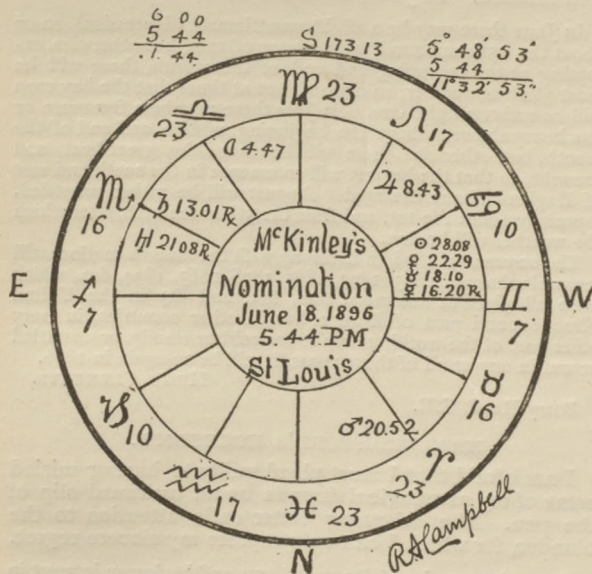 6 00
5 44
.1. 44.
S 173 13
5° 48' 53"
5 44
11° 32' 53"
♍ 23
♎ 23
♌ 17
☾ 4.47
♃ 8.43
♏ 16
♄ 13.01 ℞
♅ 21 08 ℞
♋ 10
☉ 28.08
♀ 22.29
☿ 16.20 ℞
18.10
McKinley's
Nomination
June 18. 1896
5. 44. PM
St Louis
E
♐ 7
♊ 7
W
♑ 10
♉ 16
♂ 20.52
♒ 17
♓ 23
♈ 23
N
RACampbell